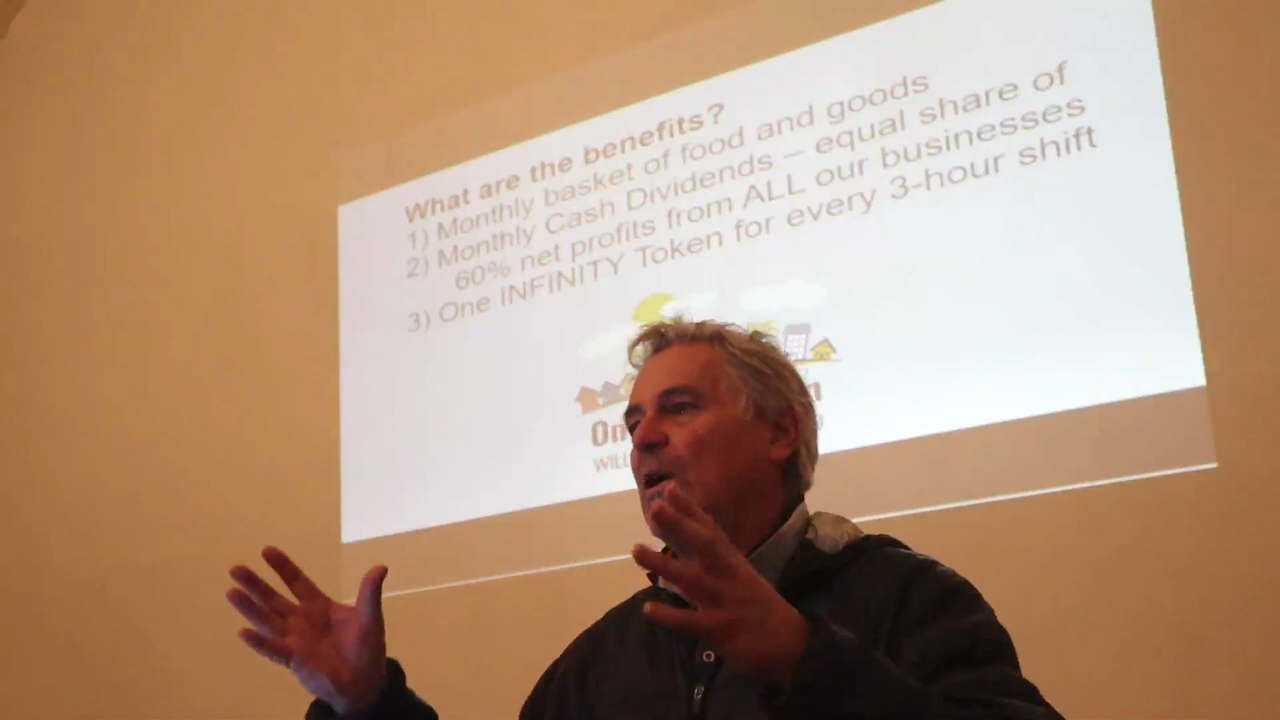 What are the benefits?
1) Monthly basket of food and goods
2) Monthly Cash Dividends – equal share of
60% net profits from ALL our businesses
3) One INFINITY Token for every 3-hour shift